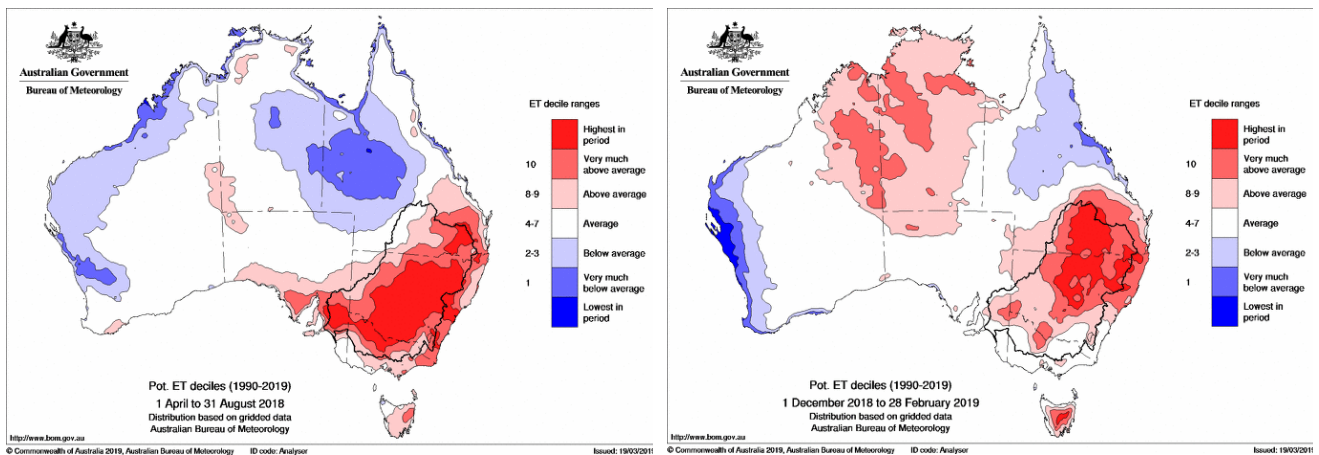 Australian Government
Bureau of Meteorology
ET decile ranges
Highest in
period
10
Very much
above average
8-9
Above average
4-7
Average
2-3
Below average
1
Very much
below average
Lowest in
period
Pot. ET deciles (1990-2019)
1 April to 31 August 2018
Distribution based on gridded data
Australian Bureau of Meteorology
http://www.bom.gov.au
© Commonwealth of Australia 2019, Australian Bureau of Meteorology
ID code: Analyser
Issued: 19/03/2019
Australian Government
Bureau of Meteorology
ET decile ranges
Highest in
period
10
Very much
above average
8-9
Above average
4-7
Average
2-3
Below average
1
Very much
below average
Lowest in
period
Pot. ET deciles (1990-2019)
1 December 2018 to 28 February 2019
Distribution based on gridded data
Australian Bureau of Meteorology
http://www.bom.gov.au
© Commonwealth of Australia 2019, Australian Bureau of Meteorology
ID code: Analyser
Issued: 19/03/2019